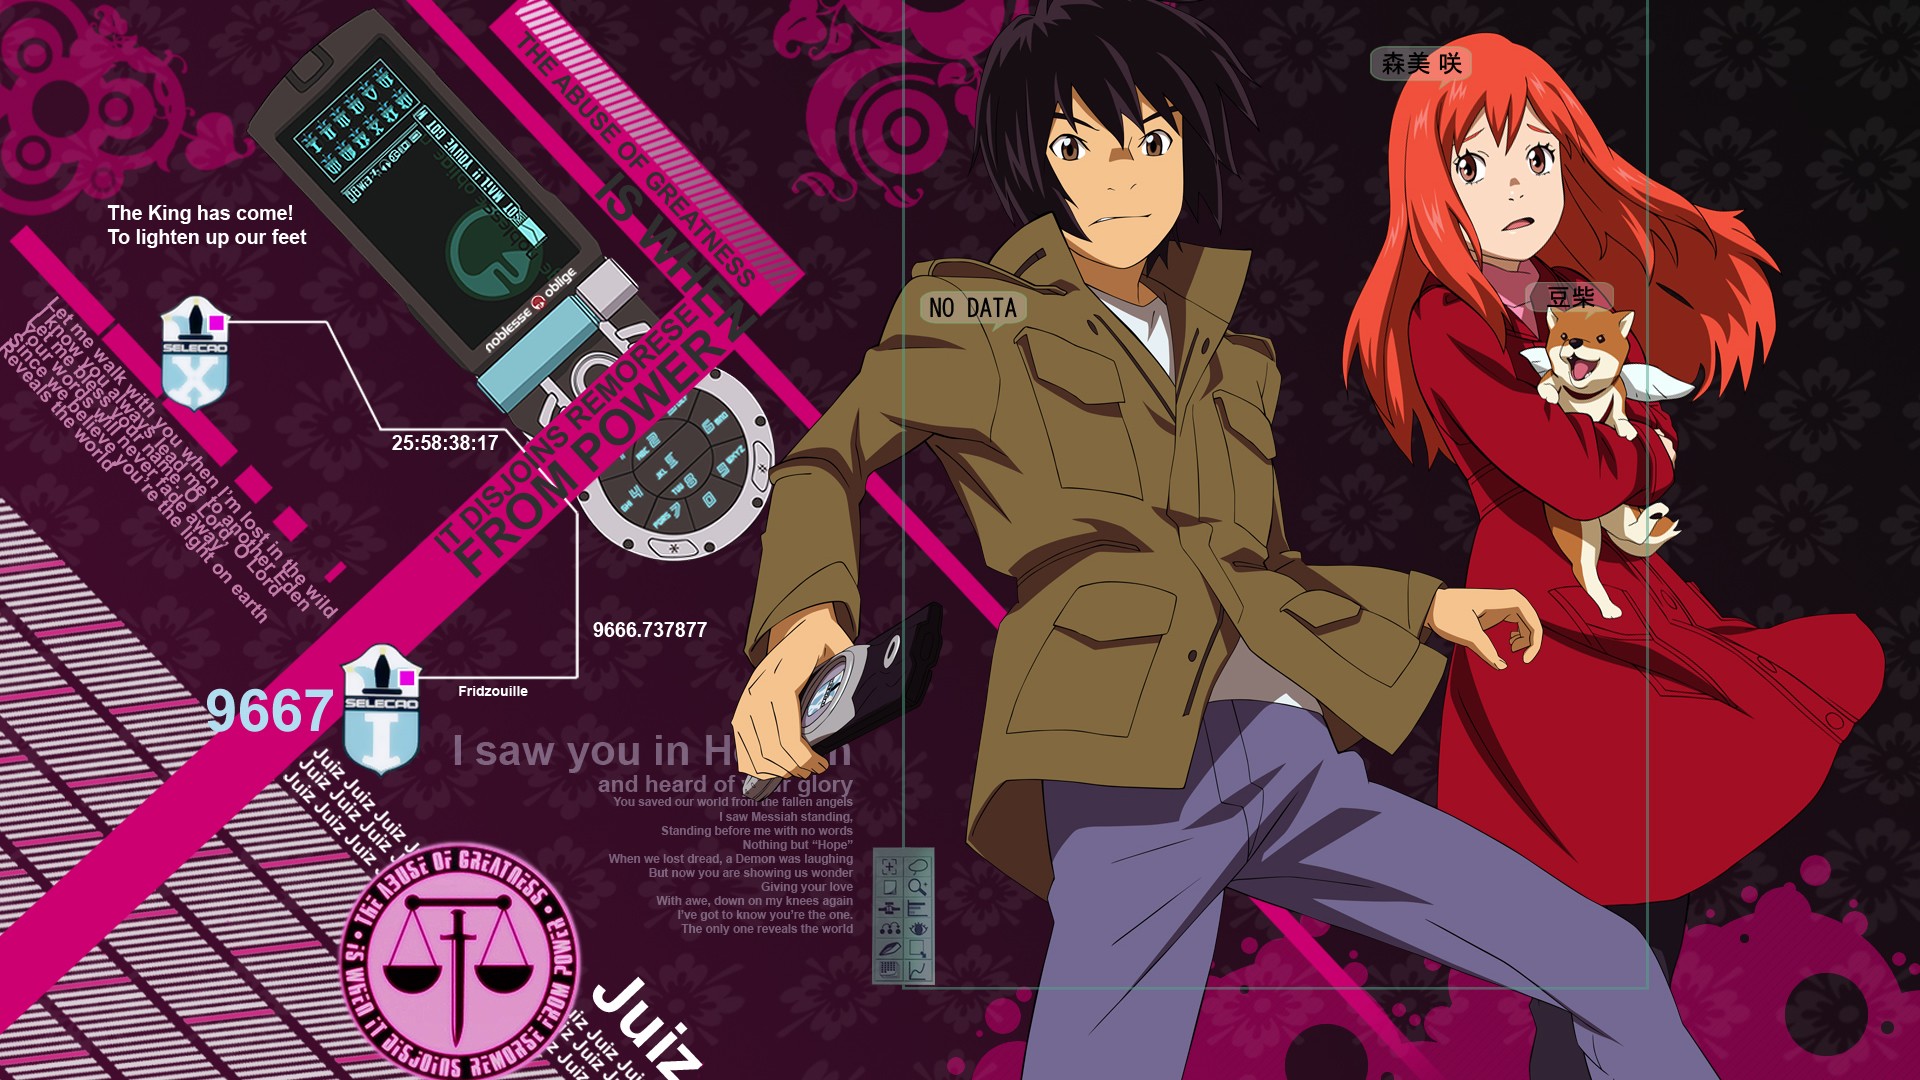 THE ABUSE OF GREATNESS
IS WHEN
IT DISJOINS REMORESE
FROM POWER
The King has come!
To lighten up our feet
noblesse oblige
SELECAO
X
25:58:38:17
Let me walk with you when I'm lost in the wild
I know you always lead me to another Eden
In the bless your name.O Lord O Lord
Your words will never fade away
Since we believe you're the light on earth
Reveals the world
9666.737877
Fridzouille
9667
SELECAO
I
I saw you in
and heard of glory
You saved our world from the fallen angels
I saw Messiah standing,
Standing before me with no words
Nothing but “Hope”
When we lost dread, a Demon was laughing
But now you are showing us wonder
Giving your love
With awe, down on my knees again
I've got to know you're the one.
The only one reveals the world
Juiz Juiz Juiz
Juiz Juiz Juiz
Juiz Juiz Juiz
THE ABUSE OF GREATNESS • IS WHEN IT DISJOINS REMORSE FROM POWER •
Juiz
NO DATA
森美 咲
豆柴